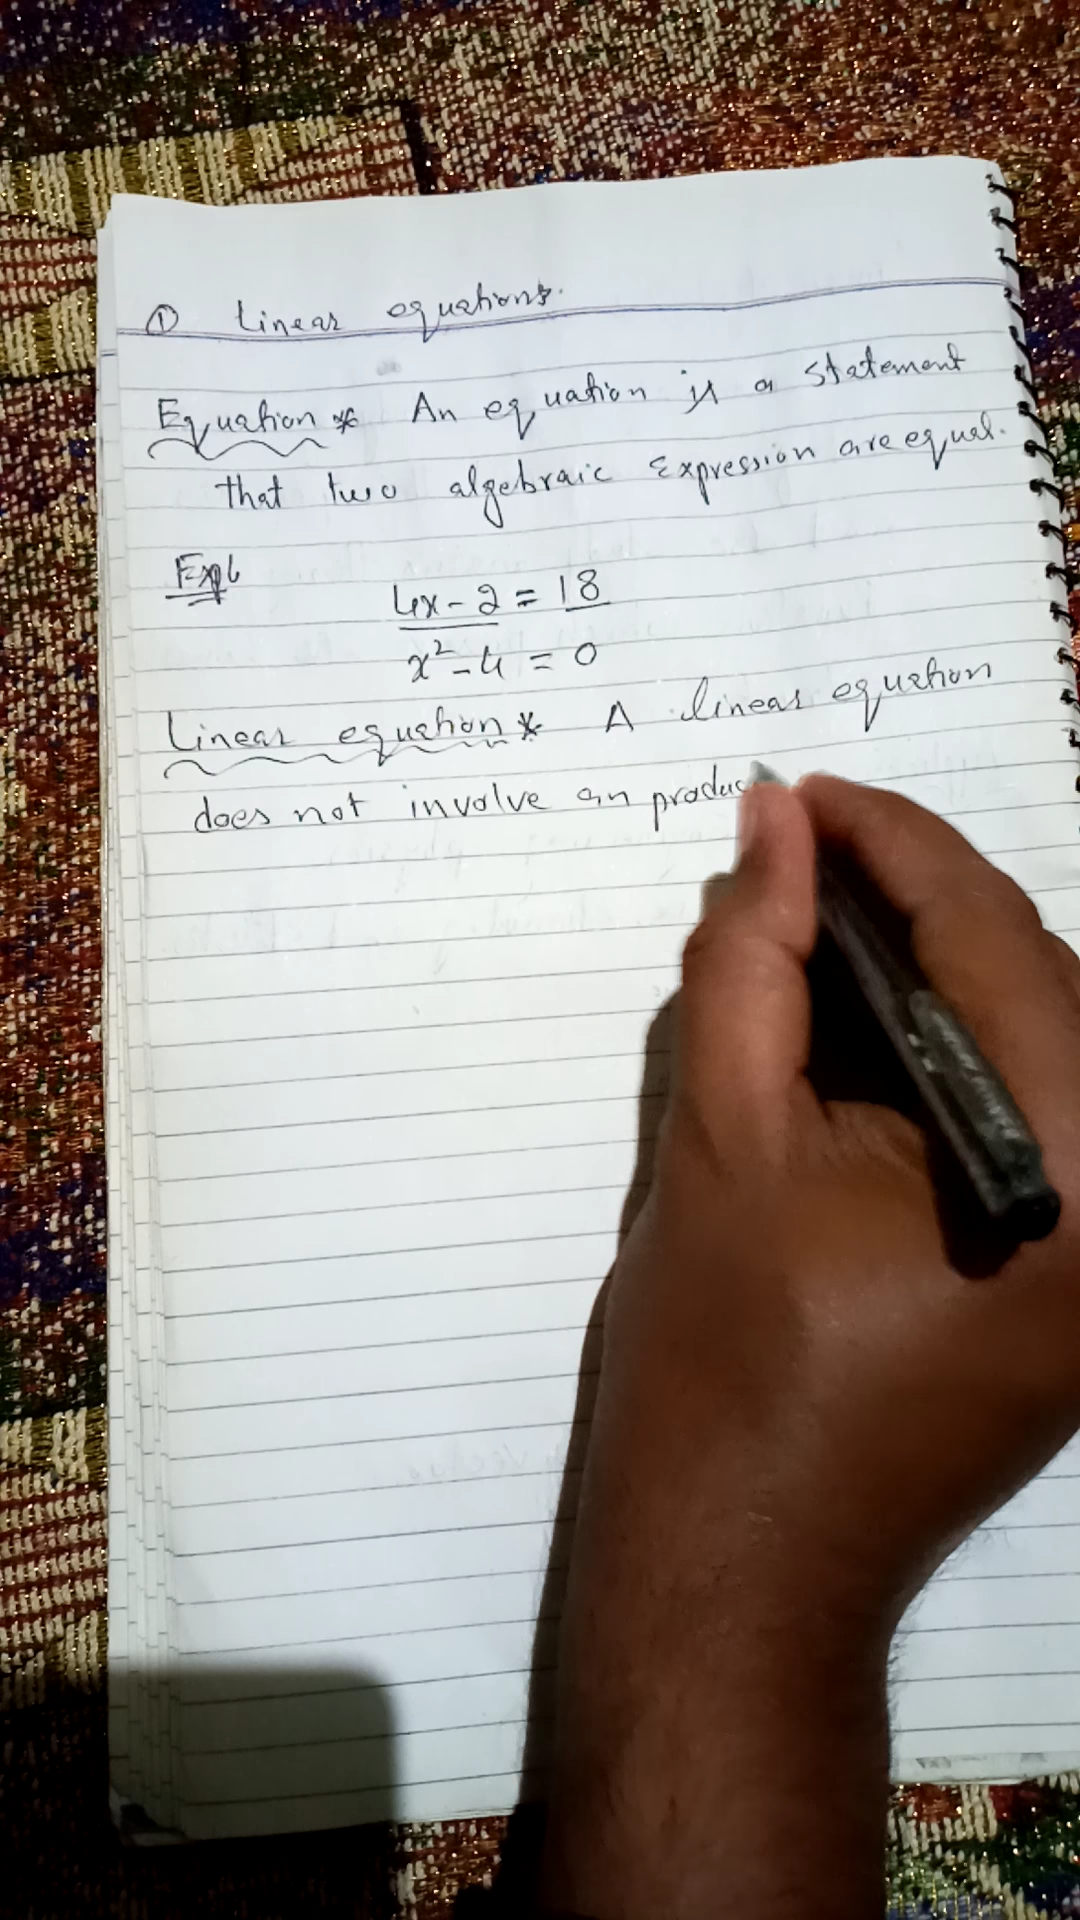 ① Linear equations.
Equation * An equation is a statement
that two algebraic Expression are equal.
Expl
4x - 2 = 18
x² - 4 = 0
Linear equation * A linear equation
does not involve an produc